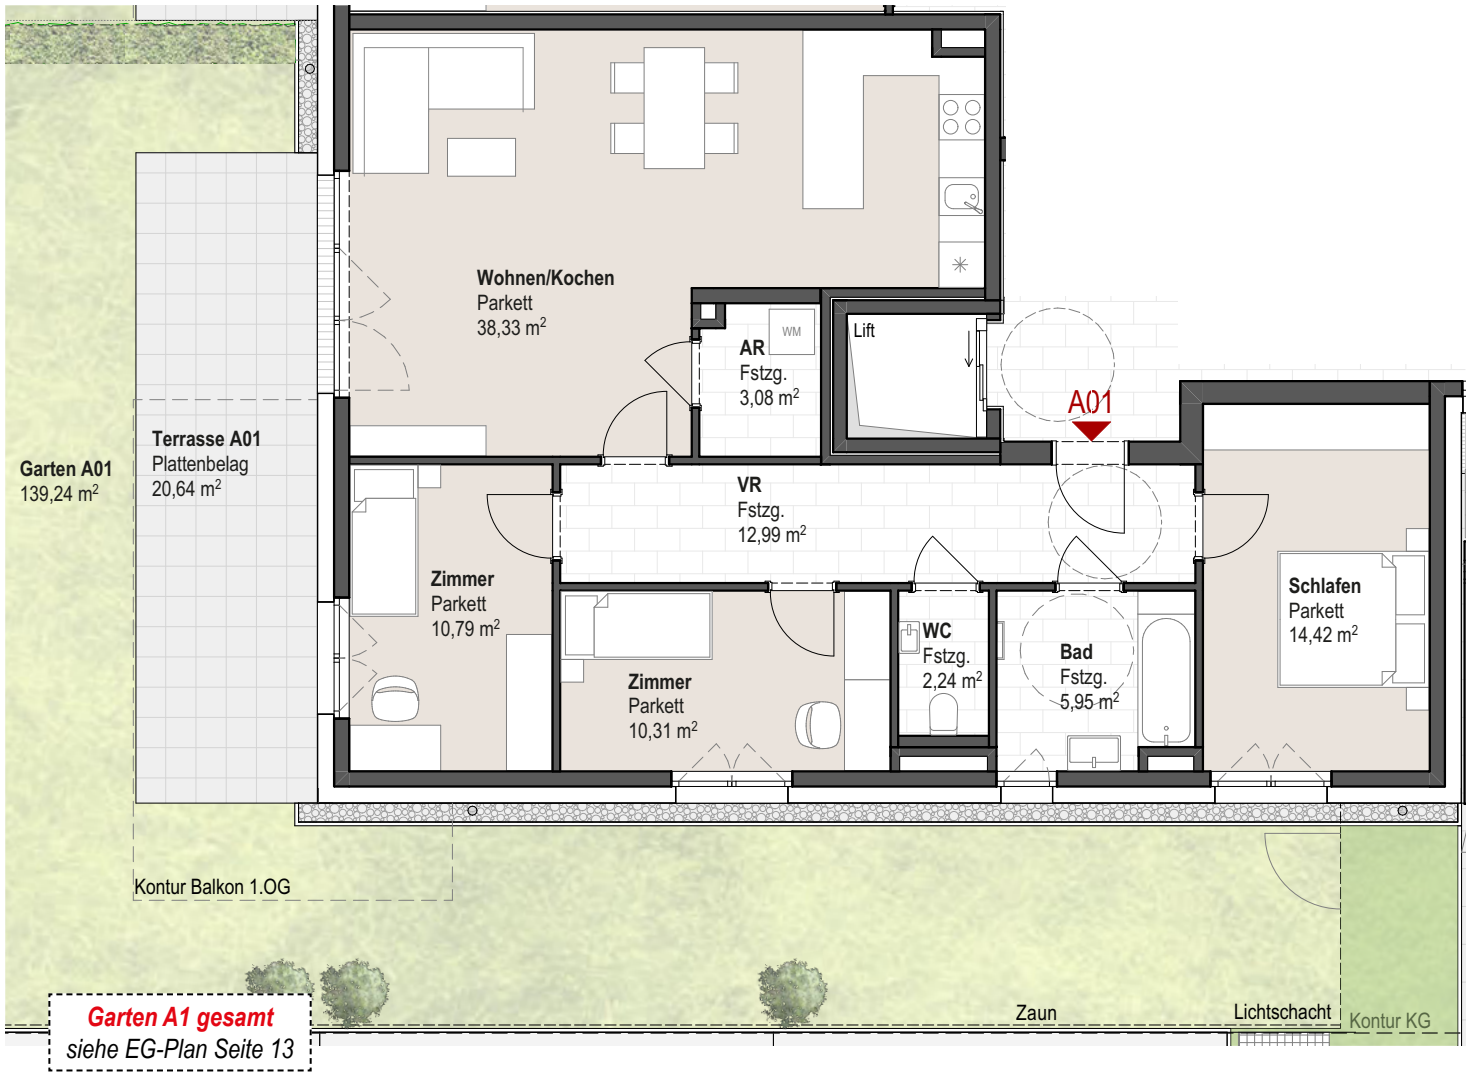 Wohnen/Kochen
Parkett
38,33 m²
WM
AR
Fstzg.
3,08 m²
Lift
A01
Terrasse A01
Plattenbelag
20,64 m²
Garten A01
139,24 m²
VR
Fstzg.
12,99 m²
Zimmer
Parkett
10,79 m²
Zimmer
Parkett
10,31 m²
WC
Fstzg.
2,24 m²
Bad
Fstzg.
5,95 m²
Schlafen
Parkett
14,42 m²
Kontur Balkon 1.OG
Garten A1 gesamt
siehe EG-Plan Seite 13
Zaun
Lichtschacht
Kontur KG